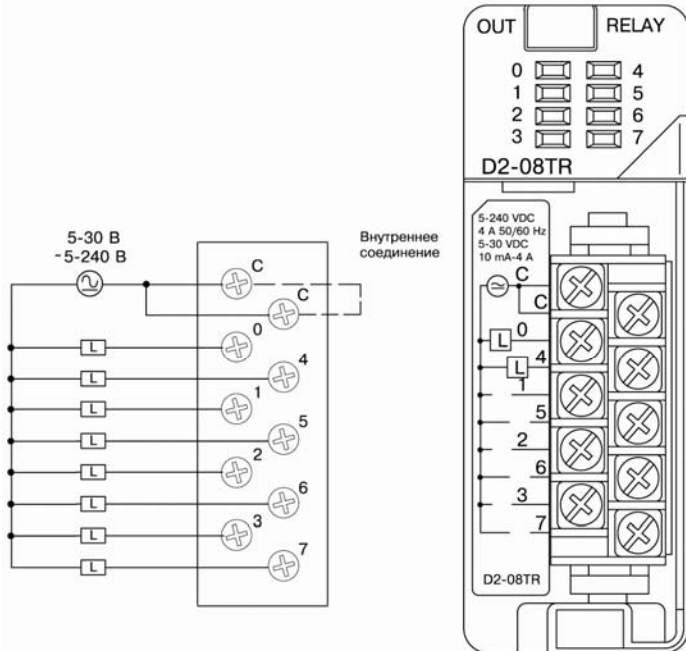 5-30 В
~5-240 В
Внутреннее
соединение
C
C
0
4
1
5
2
6
3
7
L
L
L
L
L
L
L
L
OUT RELAY
0 4
1 5
2 6
3 7
D2-08TR
5-240 VDC
4 A 50/60 Hz
5-30 VDC
10 mA-4 A
C
C
0
L
4
L
1
5
2
6
3
7
D2-08TR